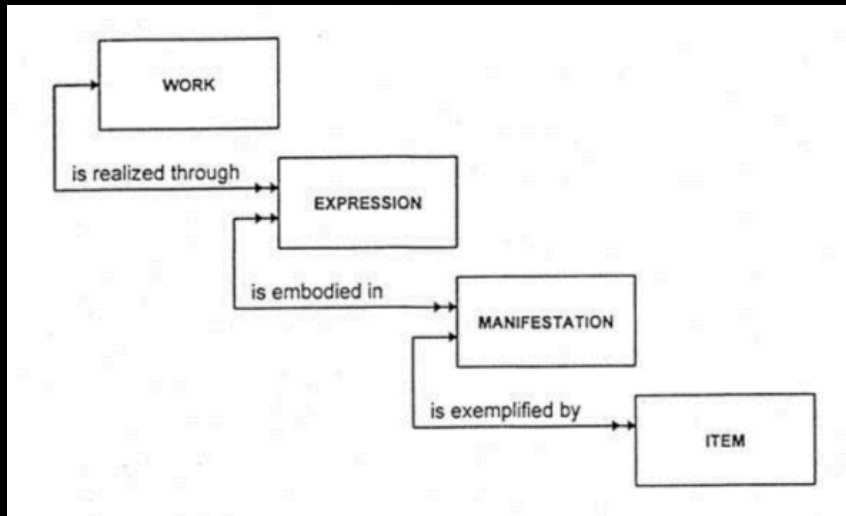 WORK
is realized through
EXPRESSION
is embodied in
MANIFESTATION
is exemplified by
ITEM